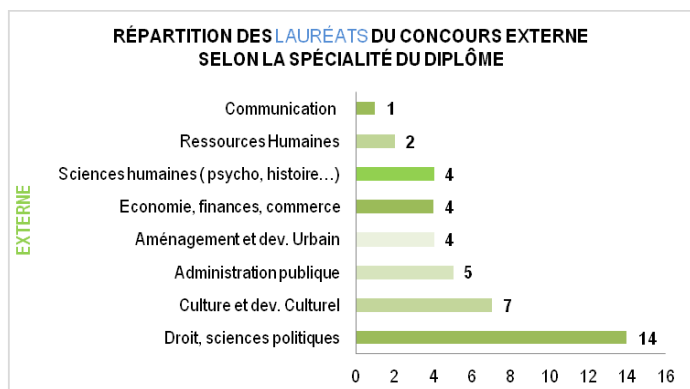 RÉPARTITION DES LAURÉATS DU CONCOURS EXTERNE
SELON LA SPÉCIALITÉ DU DIPLÔME
EXTERNE
Communication 1
Ressources Humaines 2
Sciences humaines ( psycho, histoire...) 4
Economie, finances, commerce 4
Aménagement et dev. Urbain 4
Administration publique 5
Culture et dev. Culturel 7
Droit, sciences politiques 14
0 2 4 6 8 10 12 14 16